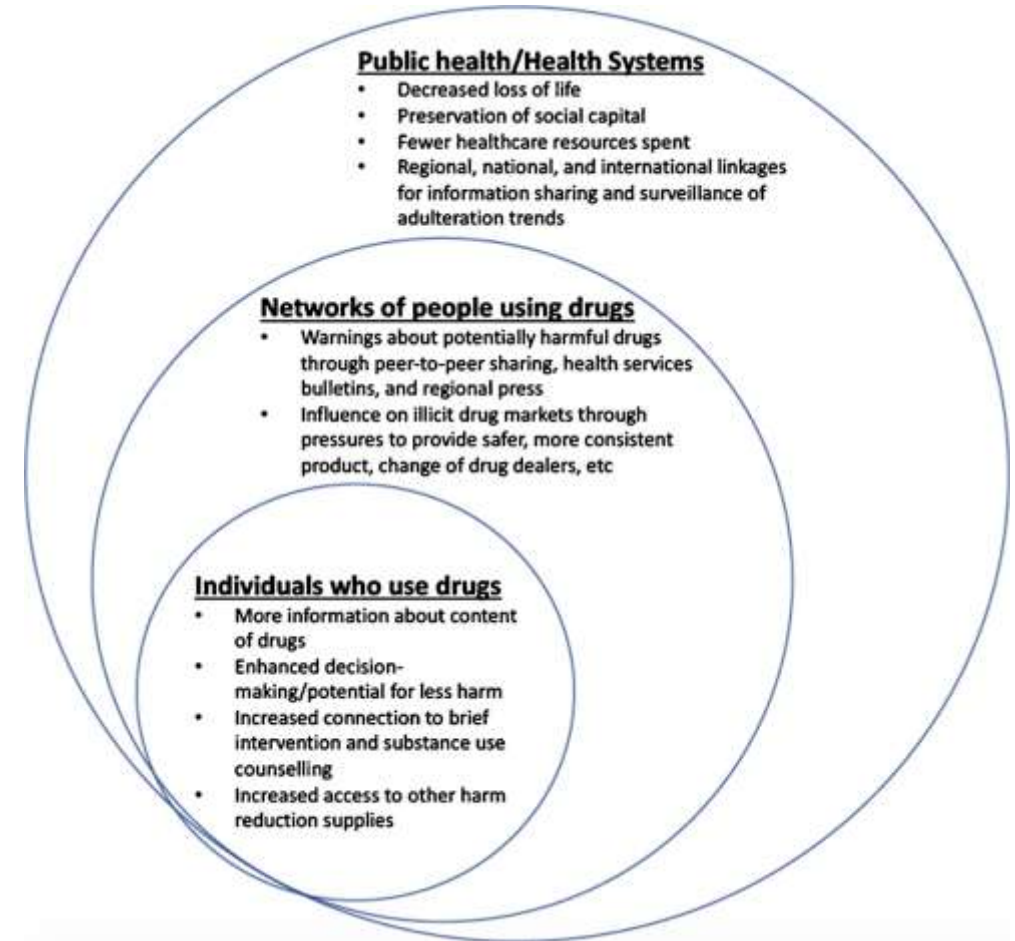 Public health/Health Systems
• Decreased loss of life
• Preservation of social capital
• Fewer healthcare resources spent
• Regional, national, and international linkages
for information sharing and surveillance of
adulteration trends
Networks of people using drugs
• Warnings about potentially harmful drugs
through peer-to-peer sharing, health services
bulletins, and regional press
• Influence on illicit drug markets through
pressures to provide safer, more consistent
product, change of drug dealers, etc
Individuals who use drugs
• More information about content
of drugs
• Enhanced decision-
making/potential for less harm
• Increased connection to brief
intervention and substance use
counselling
• Increased access to other harm
reduction supplies